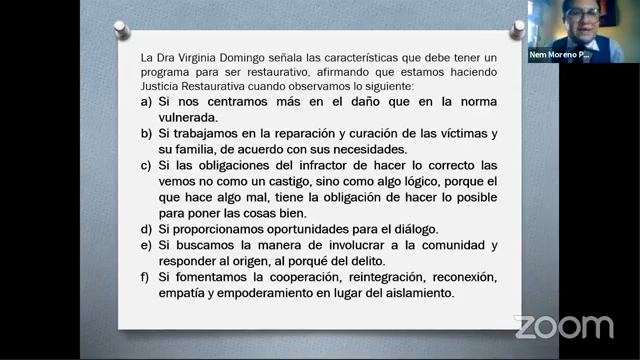 La Dra Virginia Domingo señala las características que debe tener un
programa para ser restaurativo, afirmando que estamos haciendo
Justicia Restaurativa cuando observamos lo siguiente:
a) Si nos centramos más en el daño que en la norma
vulnerada.
b) Si trabajamos en la reparación y curación de las víctimas y
su familia, de acuerdo con sus necesidades.
c) Si las obligaciones del infractor de hacer lo correcto las
vemos no como un castigo, sino como algo lógico, porque el
que hace algo mal, tiene la obligación de hacer lo posible
para poner las cosas bien.
d) Si proporcionamos oportunidades para el diálogo.
e) Si buscamos la manera de involucrar a la comunidad y
responder al origen, al porqué del delito.
f) Si fomentamos la cooperación, reintegración, reconexión,
empatía y empoderamiento en lugar del aislamiento.
Nem Moreno P...
zoom